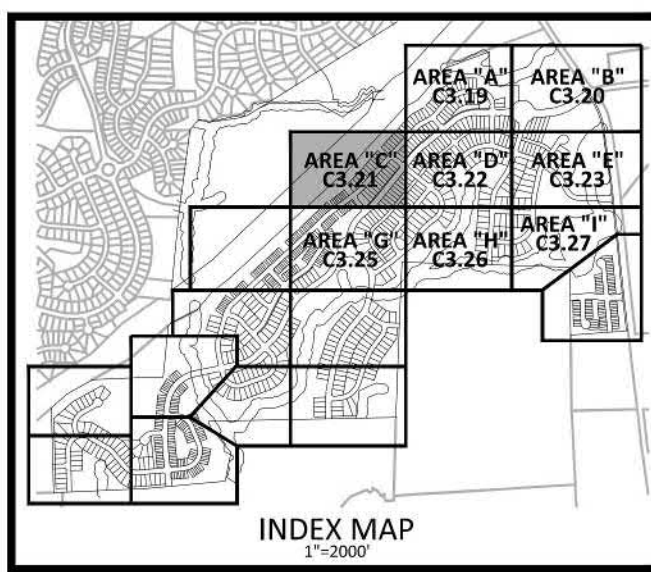 AREA "A"
C3.19
AREA "B"
C3.20
AREA "C"
C3.21
AREA "D"
C3.22
AREA "E"
C3.23
AREA "G"
C3.25
AREA "H"
C3.26
AREA "I"
C3.27
INDEX MAP
1"=2000'